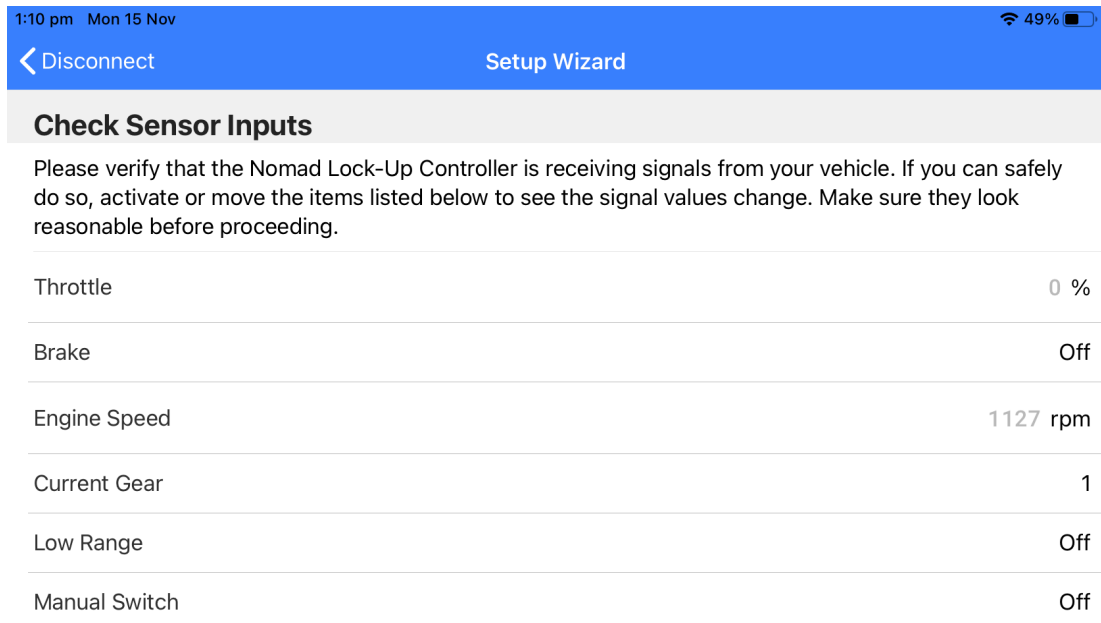 1:10 pm Mon 15 Nov 49%
Disconnect Setup Wizard
Check Sensor Inputs
Please verify that the Nomad Lock-Up Controller is receiving signals from your vehicle. If you can safely
do so, activate or move the items listed below to see the signal values change. Make sure they look
reasonable before proceeding.
Throttle 0 %
Brake Off
Engine Speed 1127 rpm
Current Gear 1
Low Range Off
Manual Switch Off